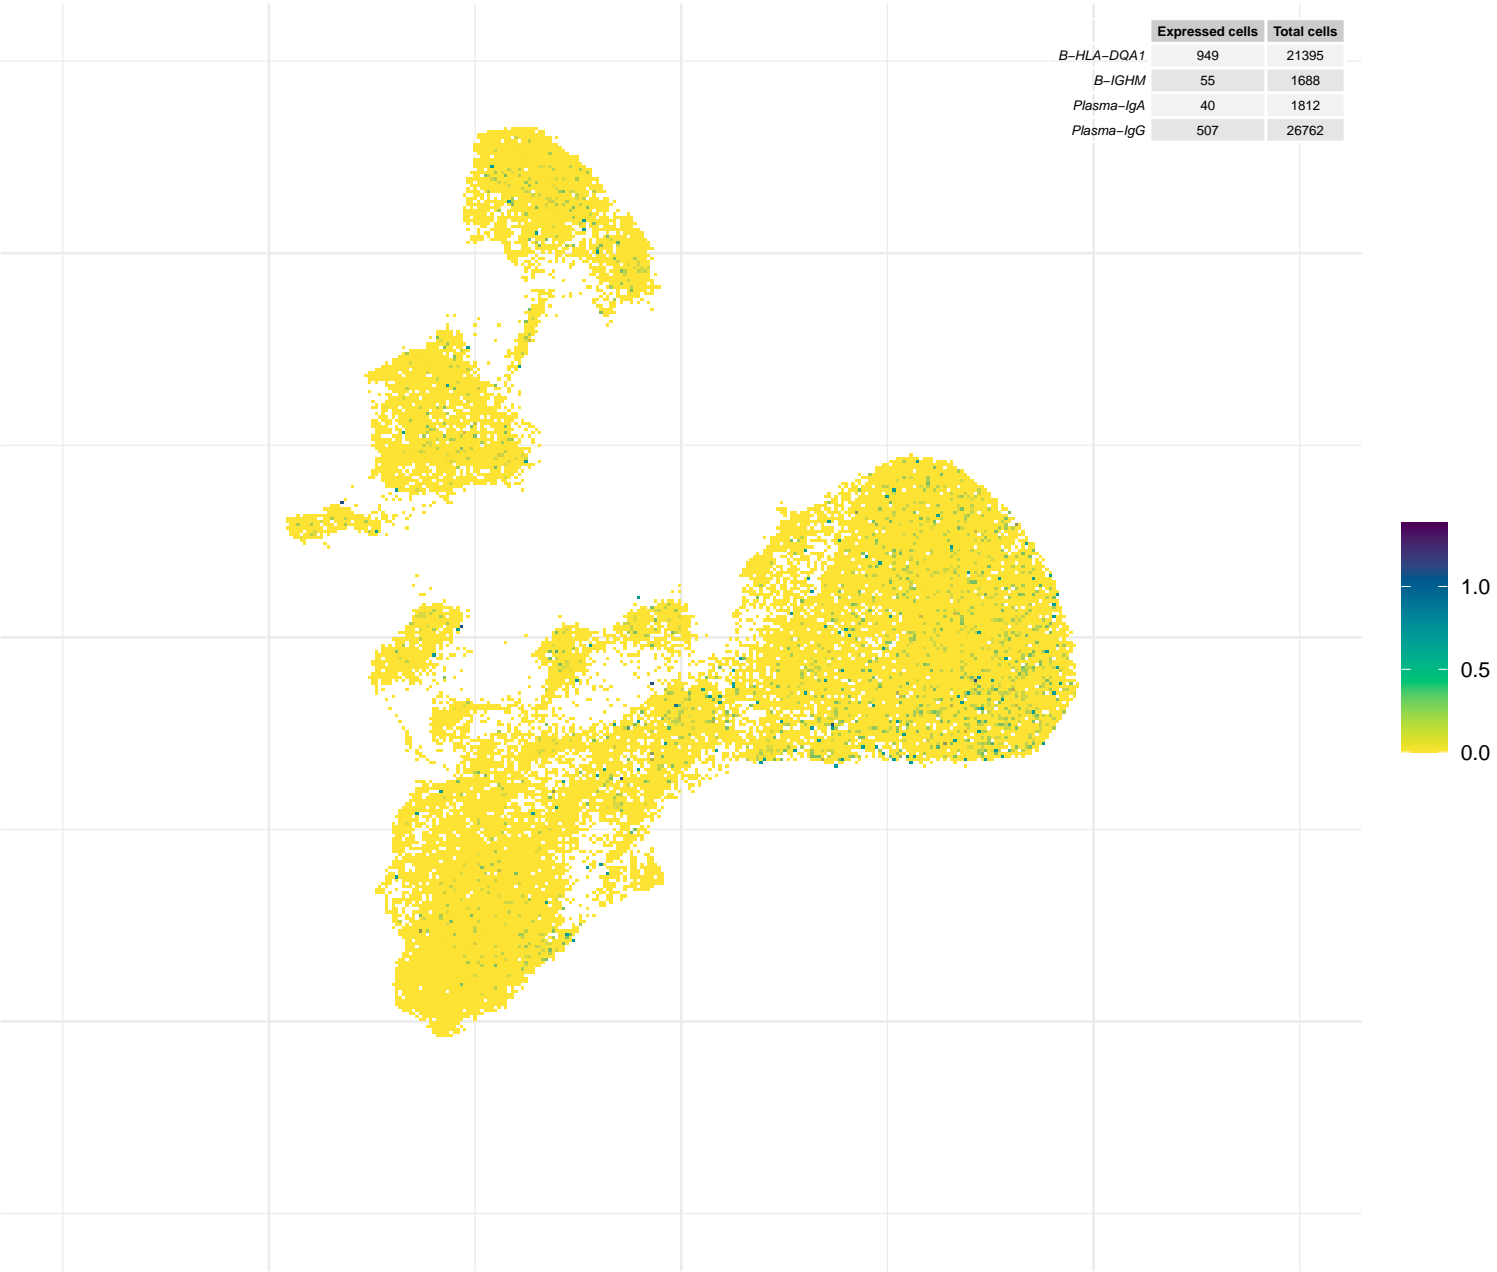 Expressed cells Total cells
B−HLA−DQA1 949 21395
B−IGHM 55 1688
Plasma−IgA 40 1812
Plasma−IgG 507 26762
1.0
0.5
0.0